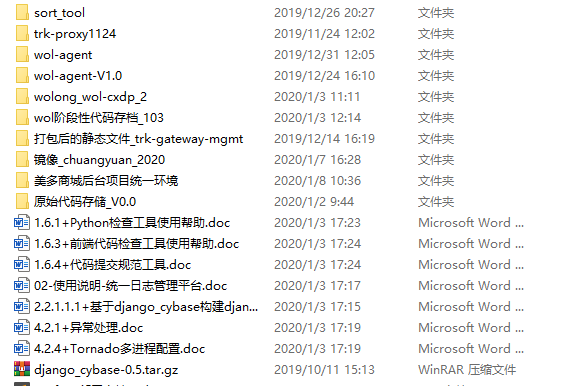 sort_tool 2019/12/26 20:27 文件夹
trk-proxy1124 2019/11/24 12:02 文件夹
wol-agent 2019/12/31 12:05 文件夹
wol-agent-V1.0 2019/12/24 16:10 文件夹
wolong_wol-cxdp_2 2020/1/3 11:11 文件夹
wol阶段性代码存档_103 2020/1/3 12:14 文件夹
打包后的静态文件_trk-gateway-mgmt 2019/12/14 16:19 文件夹
镜像_chuangyuan_2020 2020/1/7 16:28 文件夹
美多商城后台项目统一环境 2020/1/8 10:36 文件夹
原始代码存储_V0.0 2020/1/2 9:44 文件夹
1.6.1+Python检查工具使用帮助.doc 2020/1/3 17:23 Microsoft Word ...
1.6.3+前端代码检查工具使用帮助.doc 2020/1/3 17:24 Microsoft Word ...
1.6.4+代码提交规范工具.doc 2020/1/3 17:24 Microsoft Word ...
02-使用说明-统一日志管理平台.doc 2020/1/3 17:17 Microsoft Word ...
2.2.1.1.1+基于django_cybase构建djan... 2020/1/3 17:15 Microsoft Word ...
4.2.1+异常处理.doc 2020/1/3 17:19 Microsoft Word ...
4.2.4+Tornado多进程配置.doc 2020/1/3 17:19 Microsoft Word ...
django_cybase-0.5.tar.gz 2019/10/11 15:13 WinRAR 压缩文件